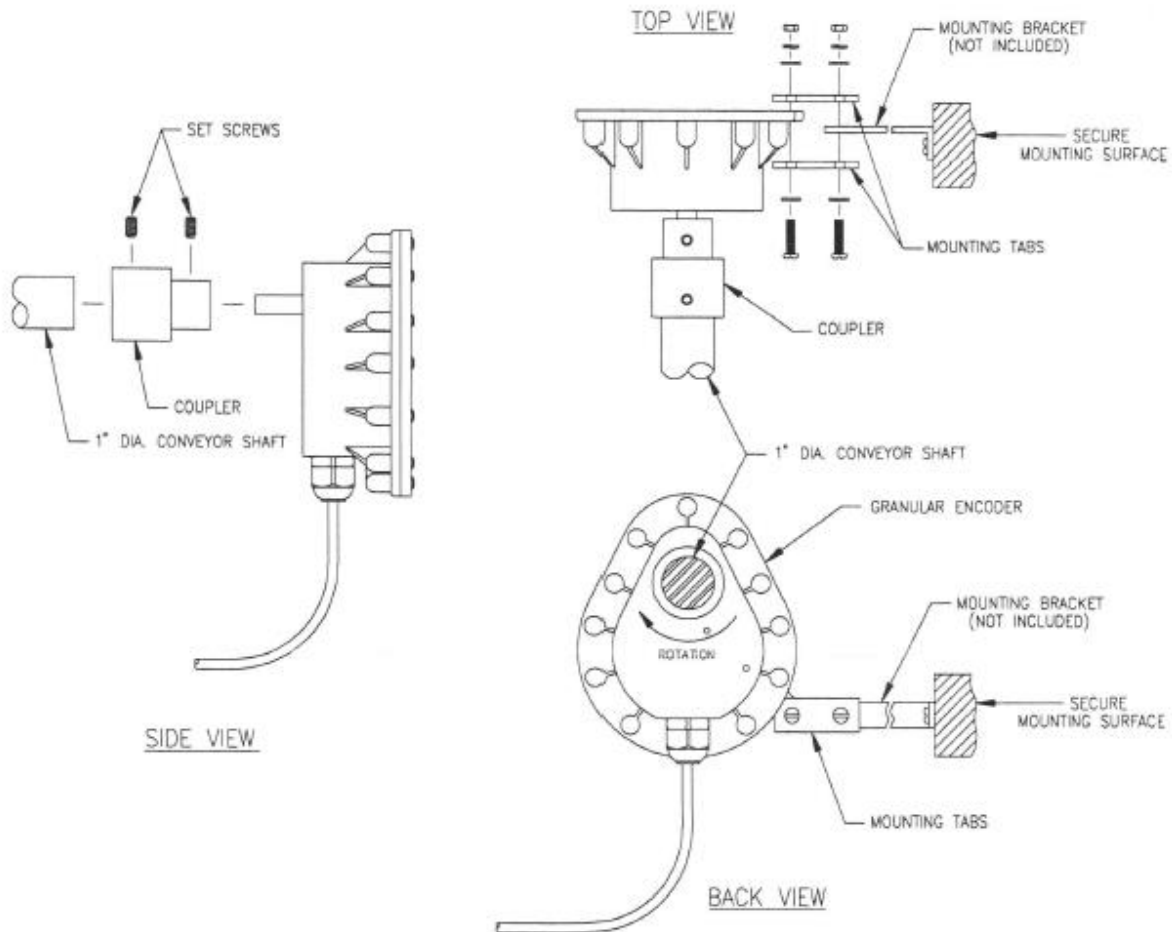 TOP VIEW
MOUNTING BRACKET
(NOT INCLUDED)
SET SCREWS
SECURE
MOUNTING SURFACE
MOUNTING TABS
COUPLER
COUPLER
1" DIA. CONVEYOR SHAFT
1" DIA. CONVEYOR SHAFT
GRANULAR ENCODER
MOUNTING BRACKET
(NOT INCLUDED)
ROTATION
SECURE
MOUNTING SURFACE
SIDE VIEW
MOUNTING TABS
BACK VIEW